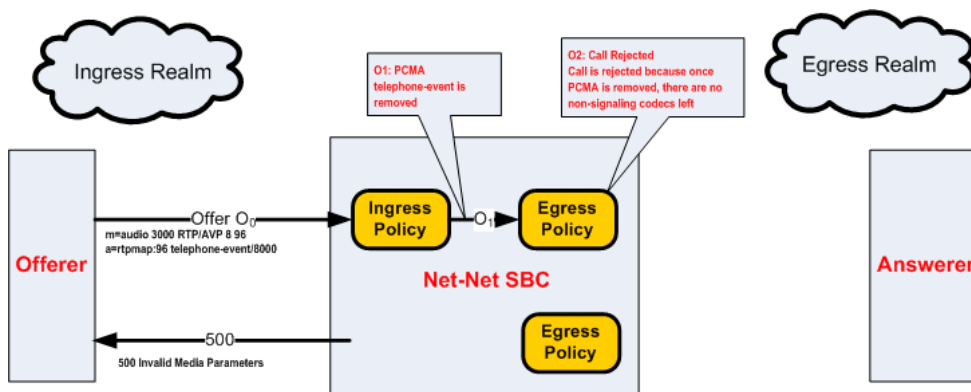 Ingress Realm
Egress Realm
O1: PCMA
telephone-event is
removed
O2: Call Rejected
Call is rejected because once
PCMA is removed, there are no
non-signaling codecs left
Offerer
Offer O₀
m=audio 3000 RTP/AVP 8 96
a=rtpmap:96 telephone-event/8000
Ingress
Policy
O₁
Egress
Policy
Net-Net SBC
Answerer
500
500 Invalid Media Parameters
Egress
Policy